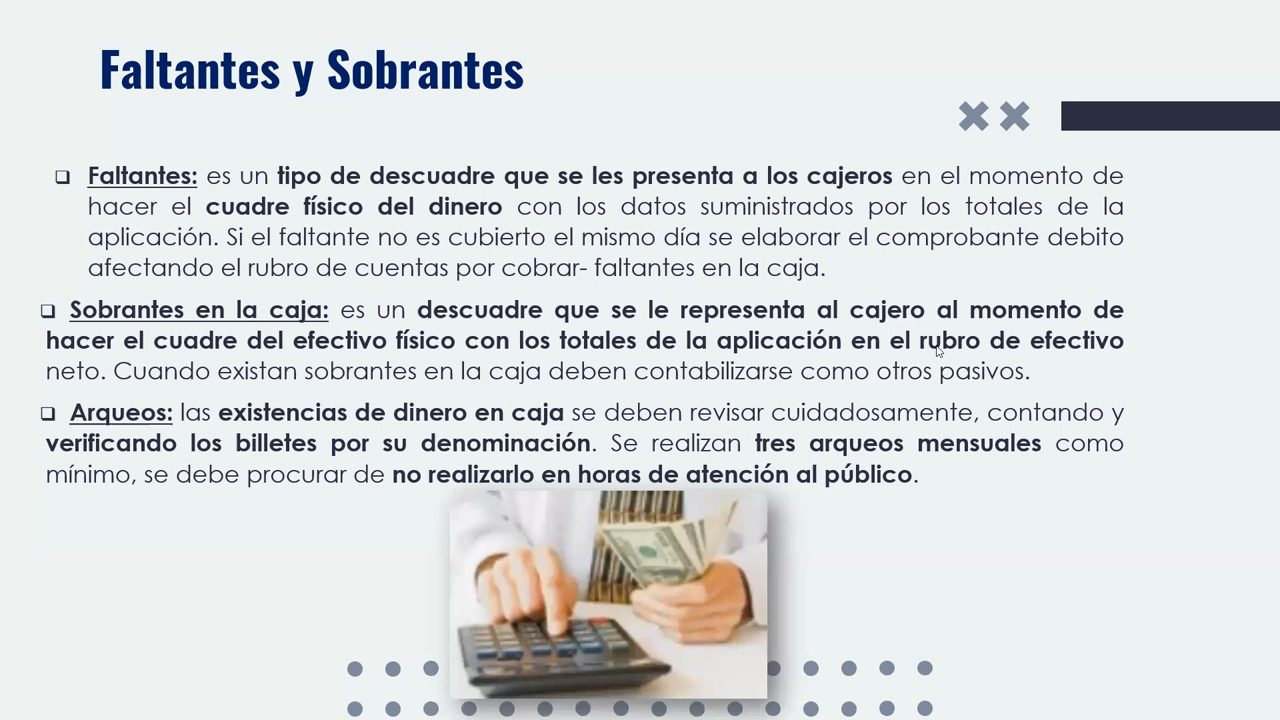 Faltantes y Sobrantes
❑ Faltantes: es un tipo de descuadre que se les presenta a los cajeros en el momento de
hacer el cuadre físico del dinero con los datos suministrados por los totales de la
aplicación. Si el faltante no es cubierto el mismo día se elaborar el comprobante debito
afectando el rubro de cuentas por cobrar- faltantes en la caja.
❑ Sobrantes en la caja: es un descuadre que se le representa al cajero al momento de
hacer el cuadre del efectivo físico con los totales de la aplicación en el rubro de efectivo
neto. Cuando existan sobrantes en la caja deben contabilizarse como otros pasivos.
❑ Arqueos: las existencias de dinero en caja se deben revisar cuidadosamente, contando y
verificando los billetes por su denominación. Se realizan tres arqueos mensuales como
mínimo, se debe procurar de no realizarlo en horas de atención al público.